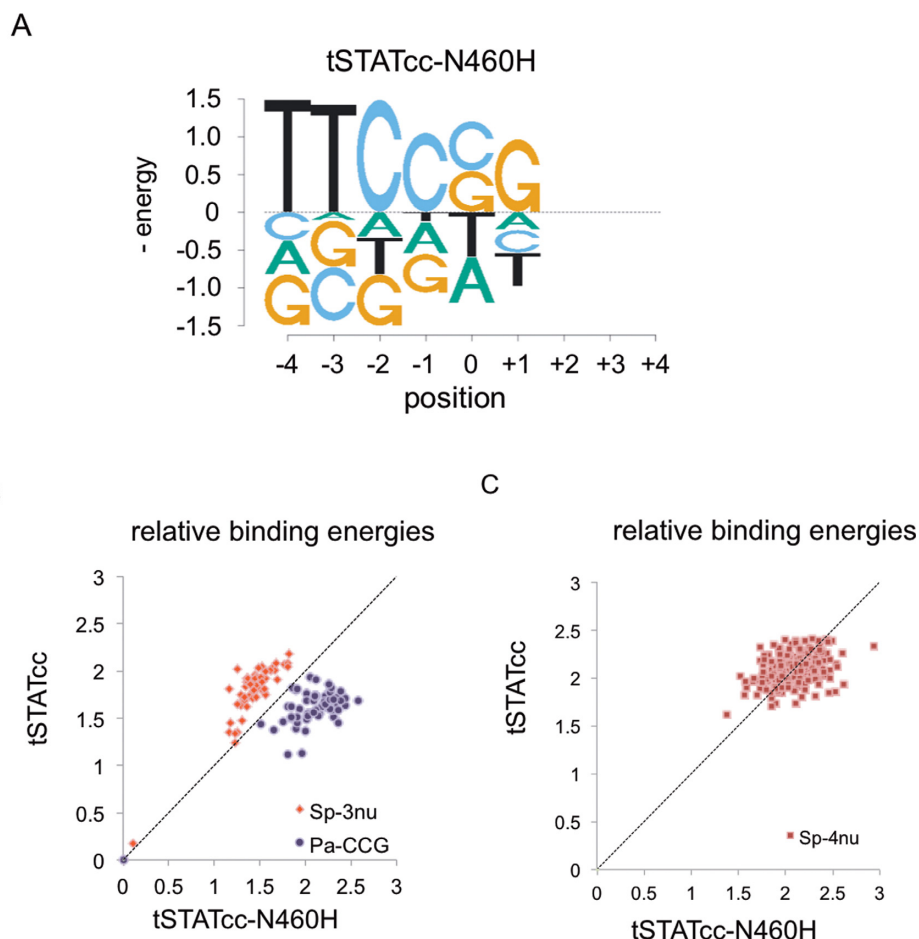 A
tSTATcc-N460H
1.5
1.0
0.5
0
-0.5
-1.0
-1.5
- energy
TTCCCG
G
CAATA
AGTAAC
GCGGT
-4 -3 -2 -1 0 +1 +2 +3 +4
position
relative binding energies
3
2.5
2
1.5
1
0.5
0
tSTATcc
Sp-3nu
Pa-CCG
0 0.5 1 1.5 2 2.5 3
tSTATcc-N460H
C
relative binding energies
3
2.5
2
1.5
1
0.5
0
tSTATcc
Sp-4nu
0 0.5 1 1.5 2 2.5 3
tSTATcc-N460H